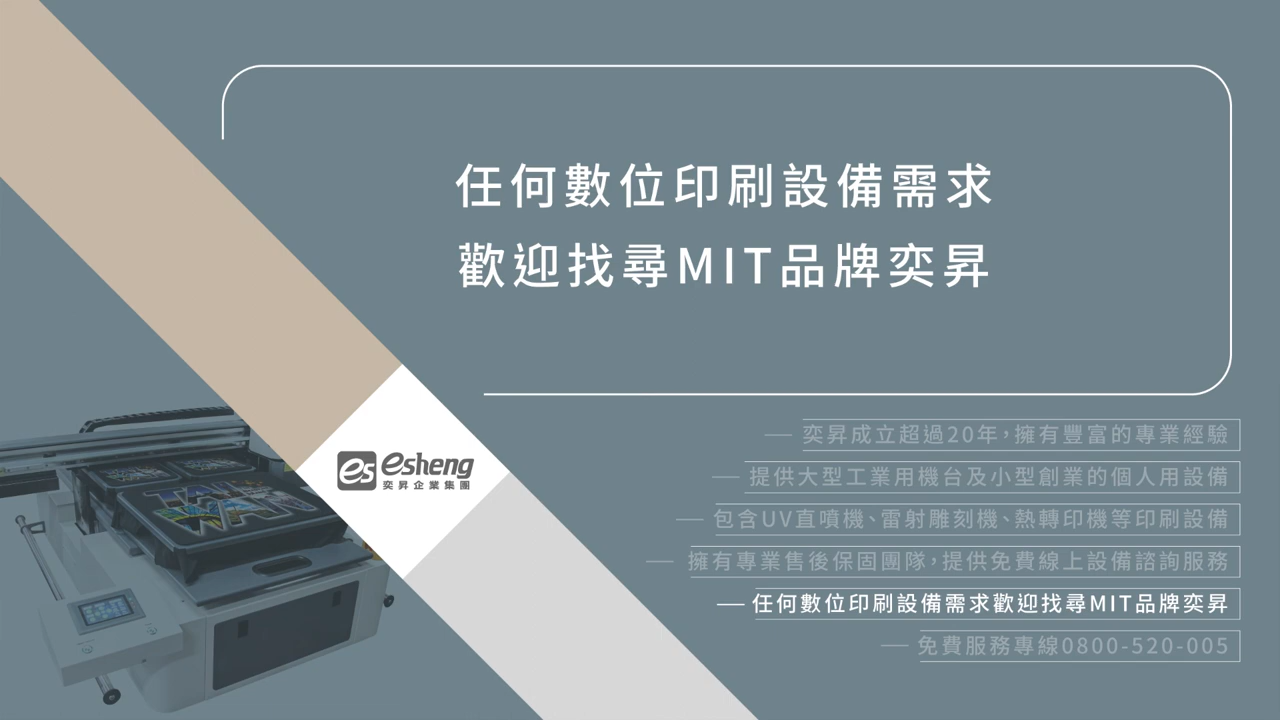 任何數位印刷設備需求
歡迎找尋MIT品牌奕昇
es esheng
奕昇企業集團
TAIWAN
奕昇成立超過20年，擁有豐富的專業經驗
提供大型工業用機台及小型創業的個人用設備
包含UV直噴機、雷射雕刻機、熱轉印機等印刷設備
擁有專業售後保固團隊，提供免費線上設備諮詢服務
任何數位印刷設備需求歡迎找尋MIT品牌奕昇
免費服務專線0800-520-005